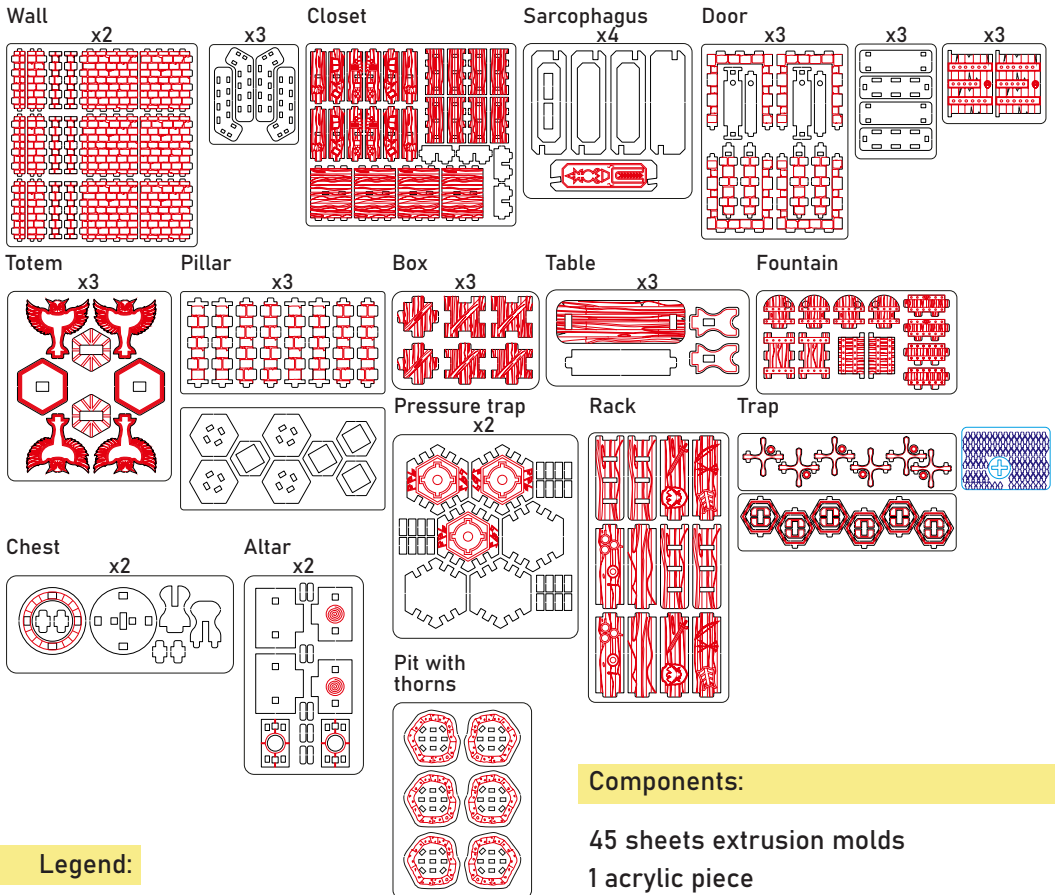 Wall
x2
x3
Closet
Sarcophagus
x4
Door
x3
x3
x3
Totem
x3
Pillar
x3
Box
x3
Table
x3
Fountain
Pressure trap
x2
Rack
Trap
Chest
x2
Altar
x2
Pit with
thorns
Legend:
Components:
45 sheets extrusion molds
1 acrylic piece